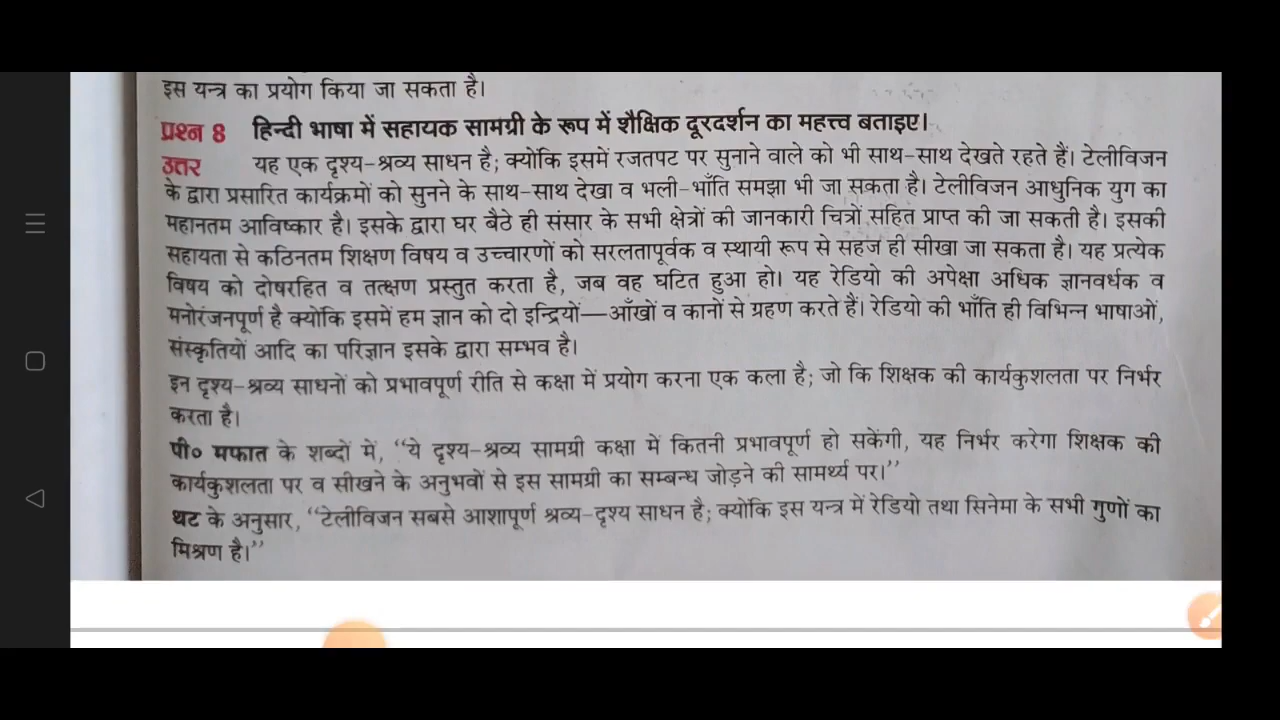 इस यन्त्र का प्रयोग किया जा सकता है।
प्रश्न 8 हिन्दी भाषा में सहायक सामग्री के रूप में शैक्षिक दूरदर्शन का महत्त्व बताइए।
उत्तर यह एक दृश्य-श्रव्य साधन है; क्योंकि इसमें रजतपट पर सुनाने वाले को भी साथ-साथ देखते रहते हैं। टेलीविजन
के द्वारा प्रसारित कार्यक्रमों को सुनने के साथ-साथ देखा व भली-भाँति समझा भी जा सकता है। टेलीविजन आधुनिक युग का
महानतम आविष्कार है। इसके द्वारा घर बैठे ही संसार के सभी क्षेत्रों की जानकारी चित्रों सहित प्राप्त की जा सकती है। इसकी
सहायता से कठिनतम शिक्षण विषय व उच्चारणों को सरलतापूर्वक व स्थायी रूप से सहज ही सीखा जा सकता है। यह प्रत्येक
विषय को दोषरहित व तत्क्षण प्रस्तुत करता है, जब वह घटित हुआ हो। यह रेडियो की अपेक्षा अधिक ज्ञानवर्धक व
मनोरंजनपूर्ण है क्योंकि इसमें हम ज्ञान को दो इन्द्रियों—आँखों व कानों से ग्रहण करते हैं। रेडियो की भाँति ही विभिन्न भाषाओं,
संस्कृतियों आदि का परिज्ञान इसके द्वारा सम्भव है।
इन दृश्य-श्रव्य साधनों को प्रभावपूर्ण रीति से कक्षा में प्रयोग करना एक कला है; जो कि शिक्षक की कार्यकुशलता पर निर्भर
करता है।
पी० मफात के शब्दों में, “ये दृश्य-श्रव्य सामग्री कक्षा में कितनी प्रभावपूर्ण हो सकेंगी, यह निर्भर करेगा शिक्षक की
कार्यकुशलता पर व सीखने के अनुभवों से इस सामग्री का सम्बन्ध जोड़ने की सामर्थ्य पर।”
थट के अनुसार, “टेलीविजन सबसे आशापूर्ण श्रव्य-दृश्य साधन है; क्योंकि इस यन्त्र में रेडियो तथा सिनेमा के सभी गुणों का
मिश्रण है।”